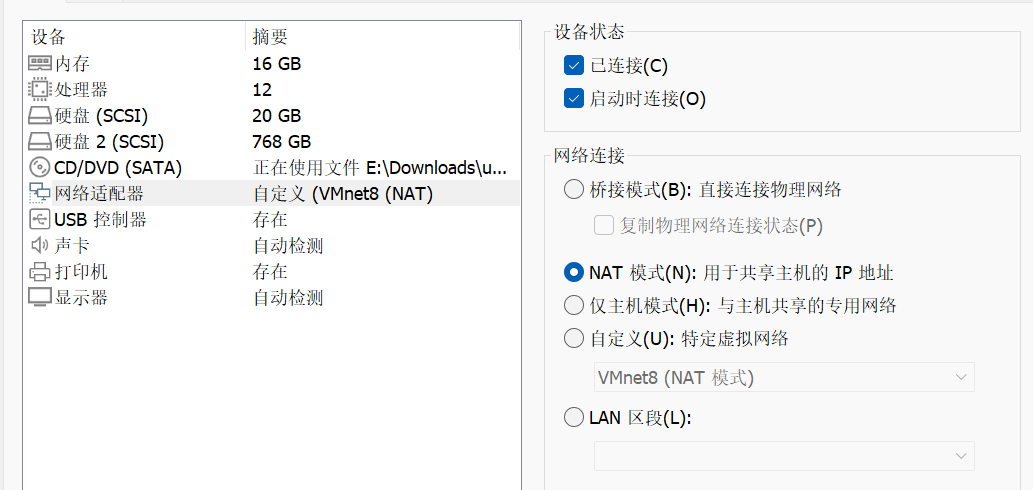 设备 摘要
内存 16 GB
处理器 12
硬盘 (SCSI) 20 GB
硬盘 2 (SCSI) 768 GB
CD/DVD (SATA) 正在使用文件 E:\Downloads\u...
网络适配器 自定义 (VMnet8 (NAT)
USB 控制器 存在
声卡 自动检测
打印机 存在
显示器 自动检测
设备状态
已连接(C)
启动时连接(O)
网络连接
桥接模式(B): 直接连接物理网络
复制物理网络连接状态(P)
NAT 模式(N): 用于共享主机的 IP 地址
仅主机模式(H): 与主机共享的专用网络
自定义(U): 特定虚拟网络
VMnet8 (NAT 模式)
LAN 区段(L):